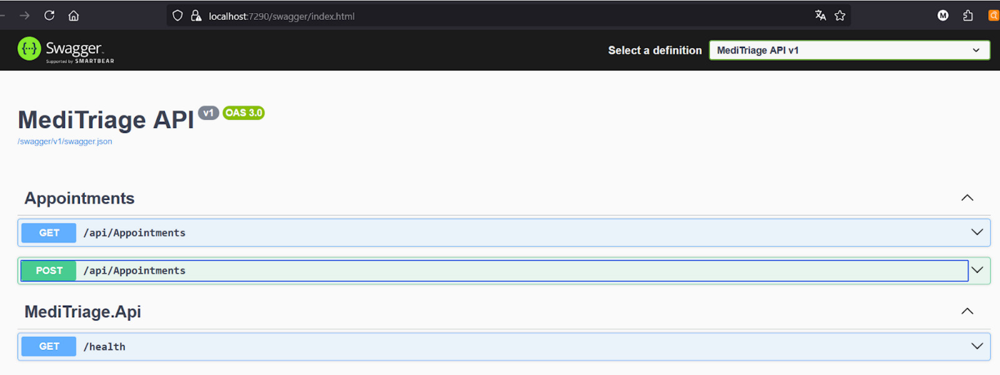 localhost:7290/swagger/index.html
M
Swagger
Supported by SMARTBEAR
Select a definition
MediTriage API v1
MediTriage API v1 OAS 3.0
/swagger/v1/swagger.json
Appointments
GET /api/Appointments
POST /api/Appointments
MediTriage.Api
GET /health